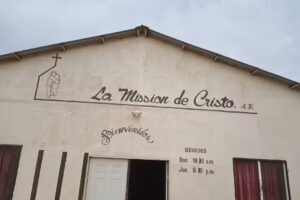 La Mission de Cristo. A.R.
Bienvenidos
SERVICIOS
Dom 10:30 a.m.
Jue. 6:30 p.m.